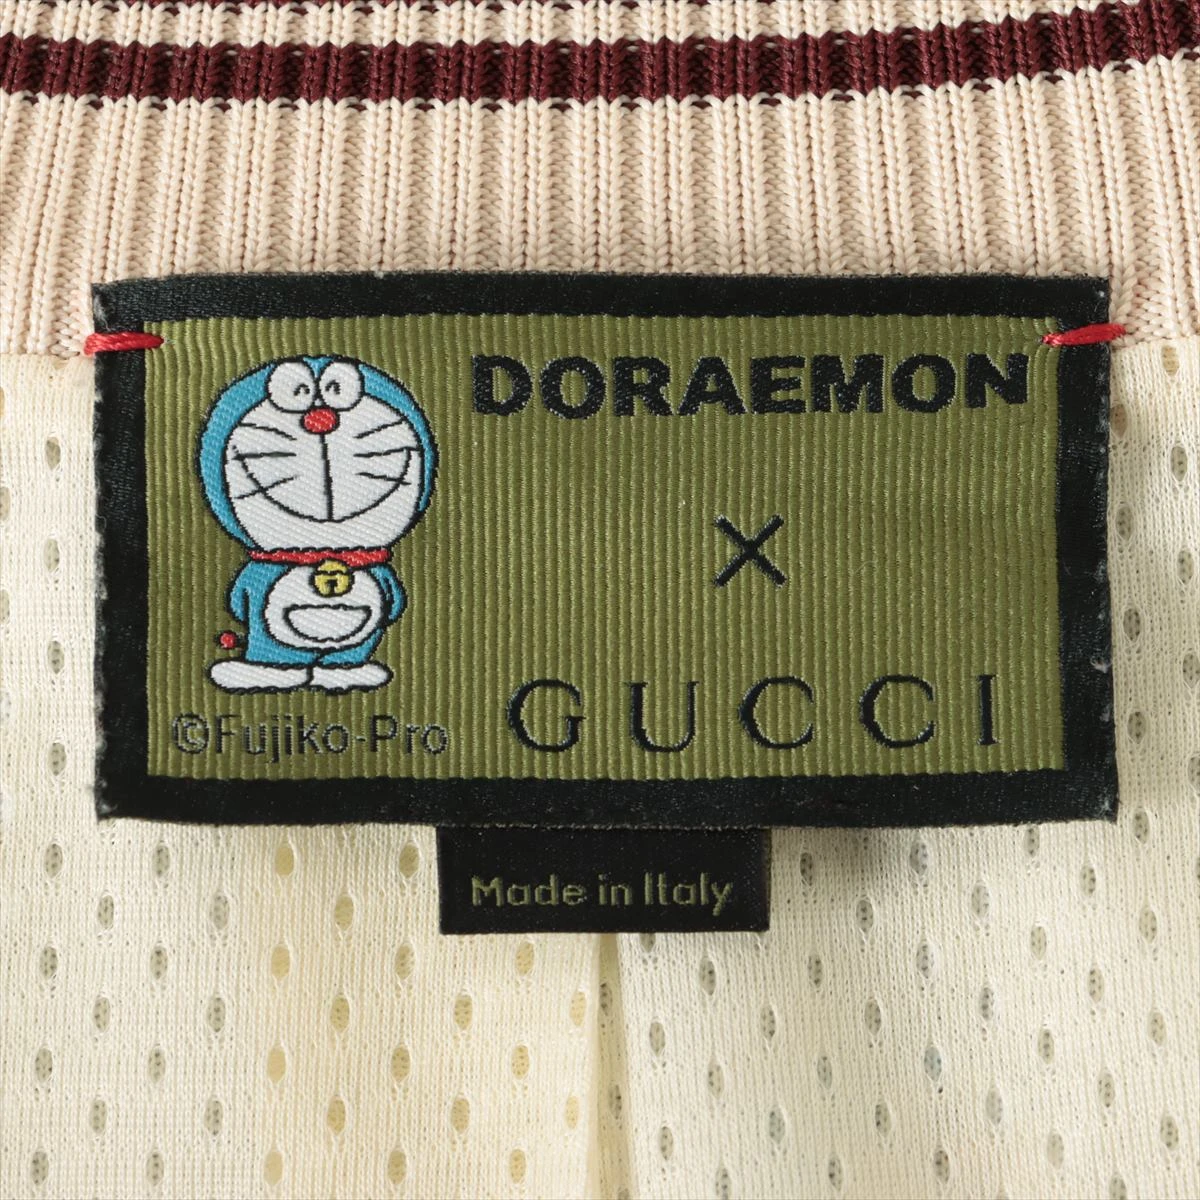 DORAEMON
×
GUCCI
©Fujiko-Pro
Made in Italy